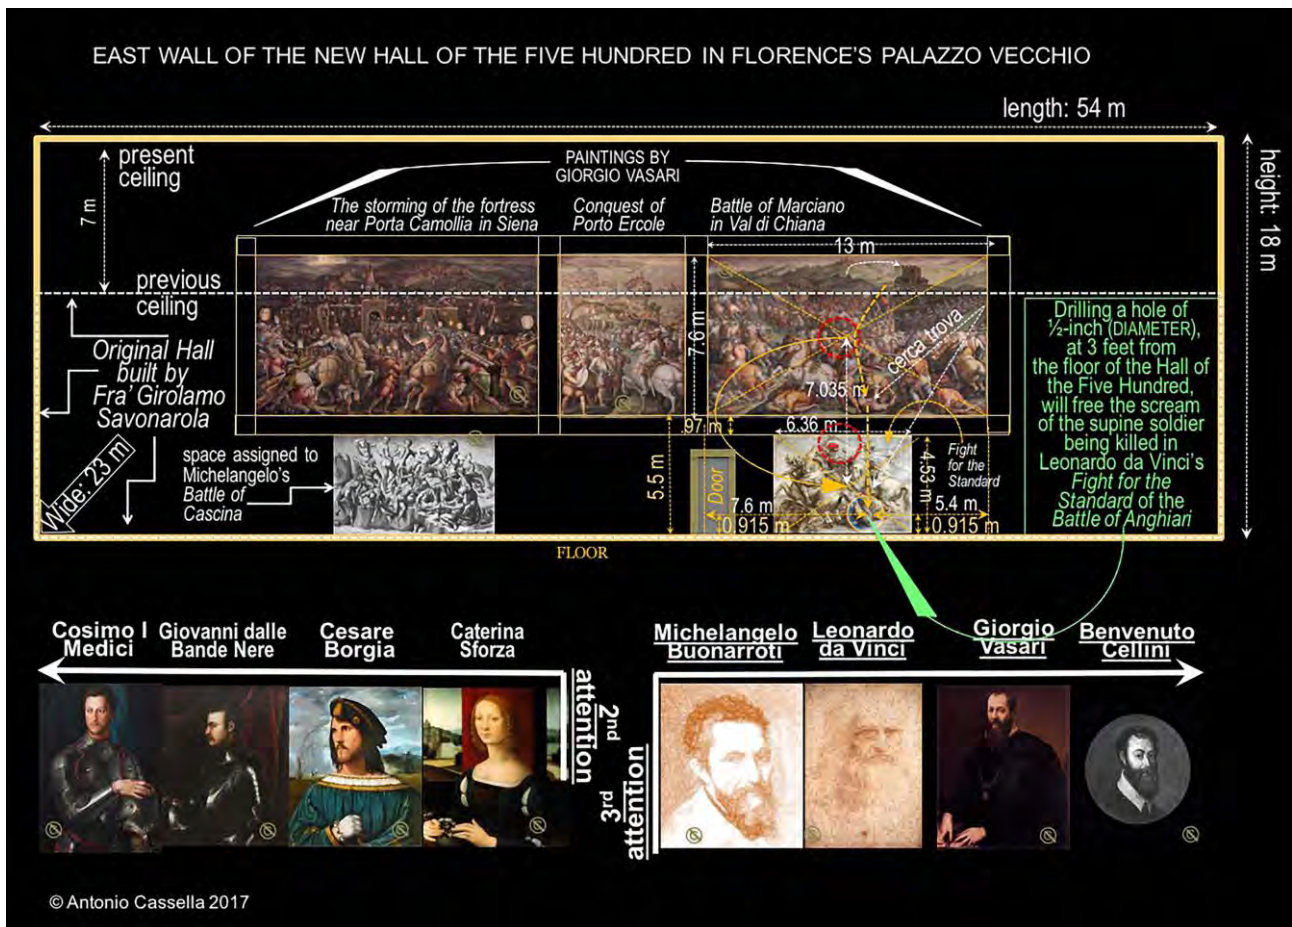 EAST WALL OF THE NEW HALL OF THE FIVE HUNDRED IN FLORENCE'S PALAZZO VECCHIO
length: 54 m
height: 18 m
present
ceiling
7 m
PAINTINGS BY
GIORGIO VASARI
The storming of the fortress
near Porta Camollia in Siena
Conquest of
Porto Ercole
Battle of Marciano
in Val di Chiana
13 m
previous
ceiling
Original Hall
built by
Fra' Girolamo
Savonarola
Wide: 23 m
7.6 m
cerca trova
7.035 m
.97 m
6.36 m
space assigned to
Michelangelo's
Battle of
Cascina
5.5 m
Door
7.6 m
0.915 m
4.53 m
Fight
for the
Standard
5.4 m
0.915 m
Drilling a hole of
½-inch (DIAMETER),
at 3 feet from
the floor of the Hall of
the Five Hundred,
will free the scream
of the supine soldier
being killed in
Leonardo da Vinci's
Fight for the
Standard of the
Battle of Anghiari
FLOOR
Cosimo I
Medici
Giovanni dalle
Bande Nere
Cesare
Borgia
Caterina
Sforza
2nd
attention
3rd
attention
Michelangelo
Buonarroti
Leonardo
da Vinci
Giorgio
Vasari
Benvenuto
Cellini
© Antonio Cassella 2017